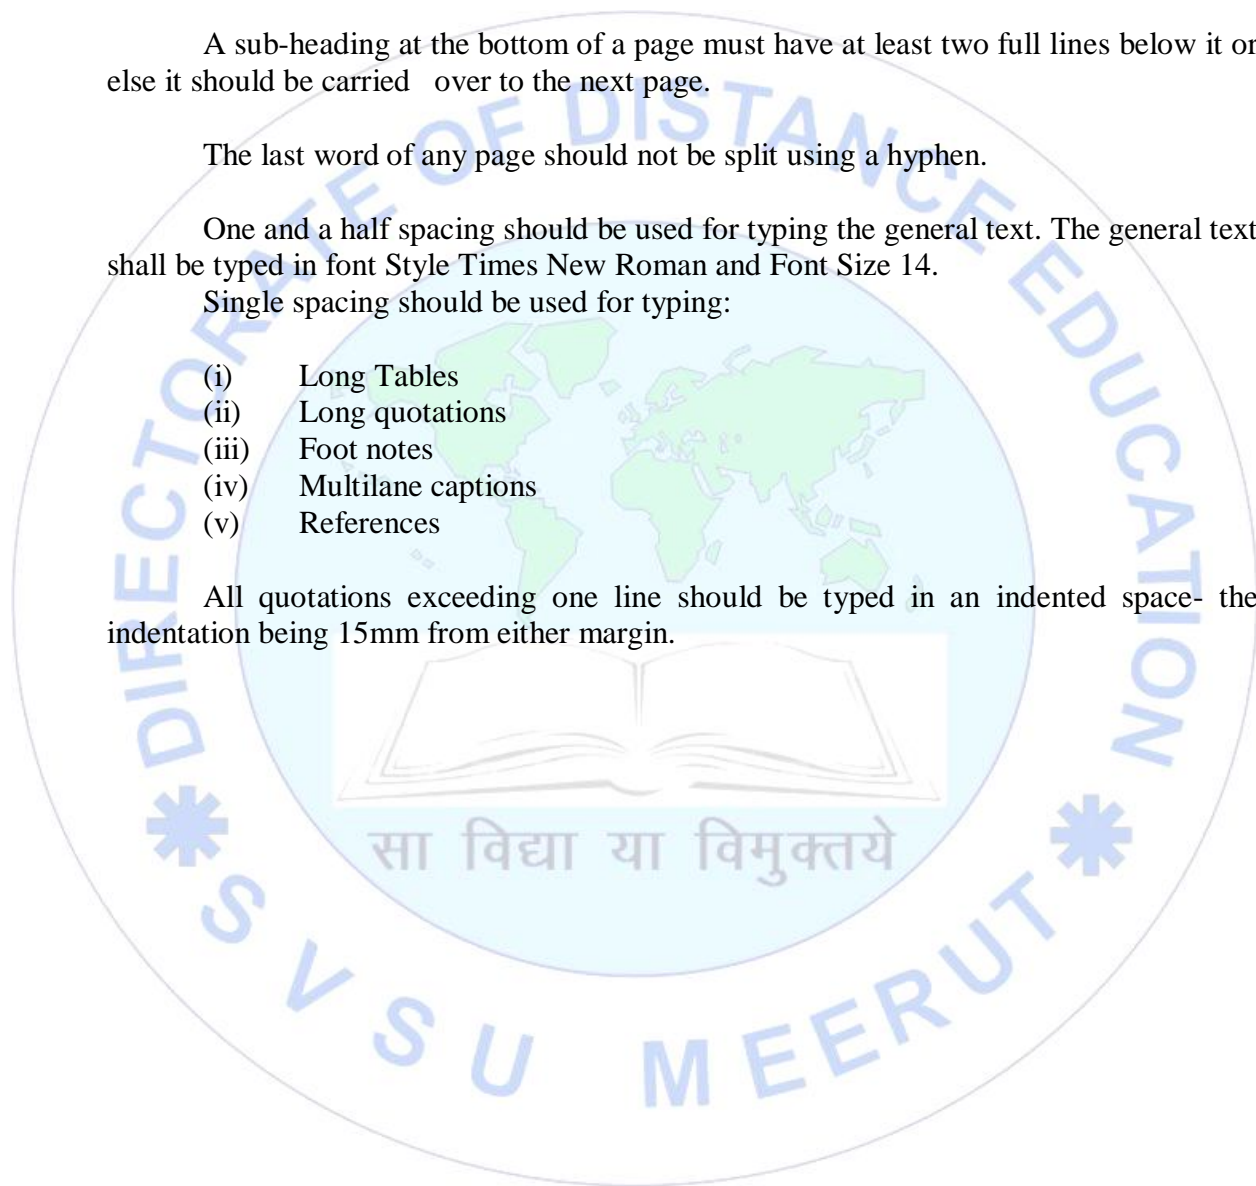 A sub-heading at the bottom of a page must have at least two full lines below it or
else it should be carried over to the next page.
The last word of any page should not be split using a hyphen.
One and a half spacing should be used for typing the general text. The general text
shall be typed in font Style Times New Roman and Font Size 14.
Single spacing should be used for typing:
(i) Long Tables
(ii) Long quotations
(iii) Foot notes
(iv) Multilane captions
(v) References
All quotations exceeding one line should be typed in an indented space- the
indentation being 15mm from either margin.
DIRECTORATE OF DISTANCE EDUCATION
सा विद्या या विमुक्तये
SVSU MEERUT